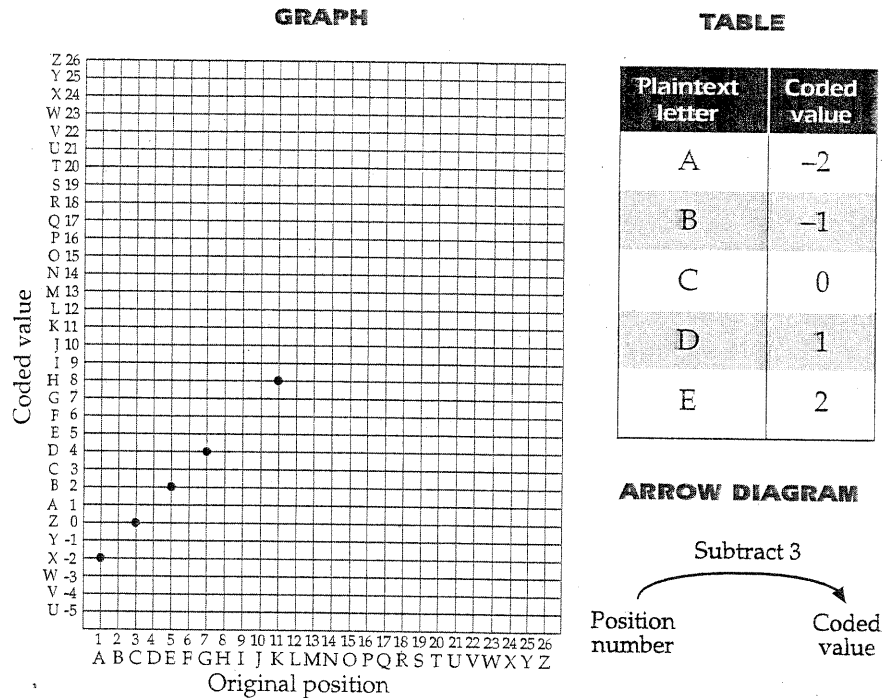 GRAPH
Z 26
Y 25
X 24
W 23
V 22
U 21
T 20
S 19
R 18
Q 17
P 16
O 15
N 14
M 13
L 12
K 11
J 10
I 9
H 8
G 7
F 6
E 5
D 4
C 3
B 2
A 1
Z 0
Y -1
X -2
W -3
V -4
U -5
Coded value
1 2 3 4 5 6 7 8 9 10 11 12 13 14 15 16 17 18 19 20 21 22 23 24 25 26
A B C D E F G H I J K L M N O P Q R S T U V W X Y Z
Original position
TABLE
Plaintext letter Coded value
A –2
B –1
C 0
D 1
E 2
ARROW DIAGRAM
Subtract 3
Position number
Coded value